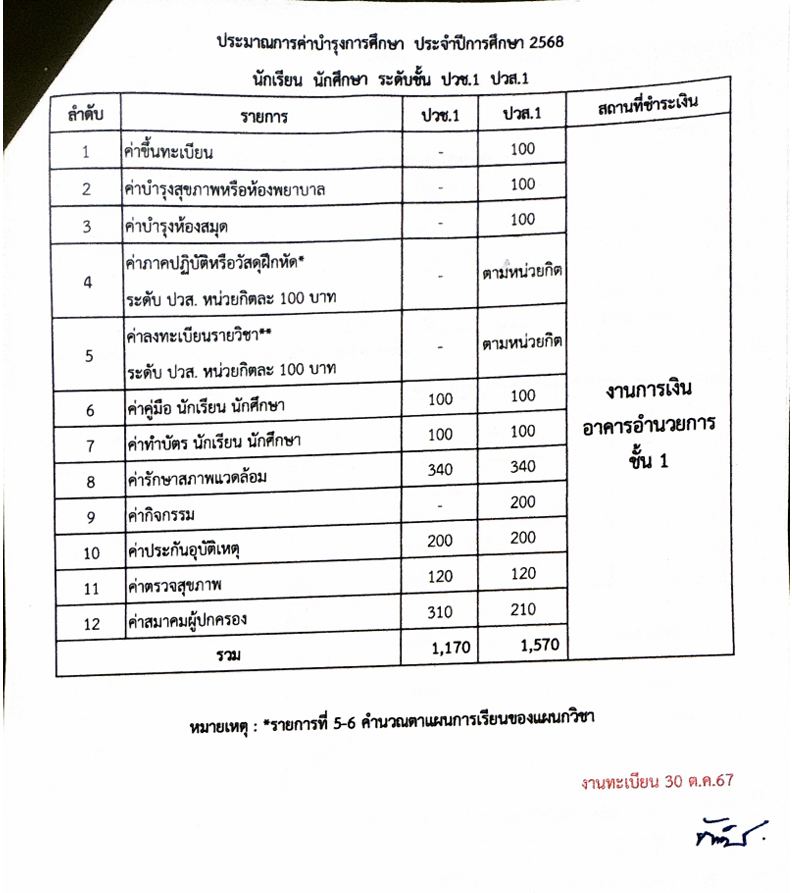 ประมาณการค่าบำรุงการศึกษา ประจำปีการศึกษา 2568
นักเรียน นักศึกษา ระดับชั้น ปวช.1 ปวส.1
ลำดับ รายการ ปวช.1 ปวส.1 สถานที่ชำระเงิน
1 ค่าขึ้นทะเบียน - 100
2 ค่าบำรุงสุขภาพหรือห้องพยาบาล - 100
3 ค่าบำรุงห้องสมุด - 100
4 ค่าภาคปฏิบัติหรือวัสดุฝึกหัด* - ตามหน่วยกิต
ระดับ ปวส. หน่วยกิตละ 100 บาท
5 ค่าลงทะเบียนรายวิชา** - ตามหน่วยกิต
ระดับ ปวส. หน่วยกิตละ 100 บาท
6 ค่าคู่มือ นักเรียน นักศึกษา 100 100
7 ค่าทำบัตร นักเรียน นักศึกษา 100 100
8 ค่ารักษาสภาพแวดล้อม 340 340
9 ค่ากิจกรรม - 200
10 ค่าประกันอุบัติเหตุ 200 200
11 ค่าตรวจสุขภาพ 120 120
12 ค่าสมาคมผู้ปกครอง 310 210
รวม 1,170 1,570
งานการเงิน
อาคารอำนวยการ
ชั้น 1
หมายเหตุ : *รายการที่ 5-6 คำนวณตาแผนการเรียนของแผนกวิชา
งานทะเบียน 30 ต.ค.67